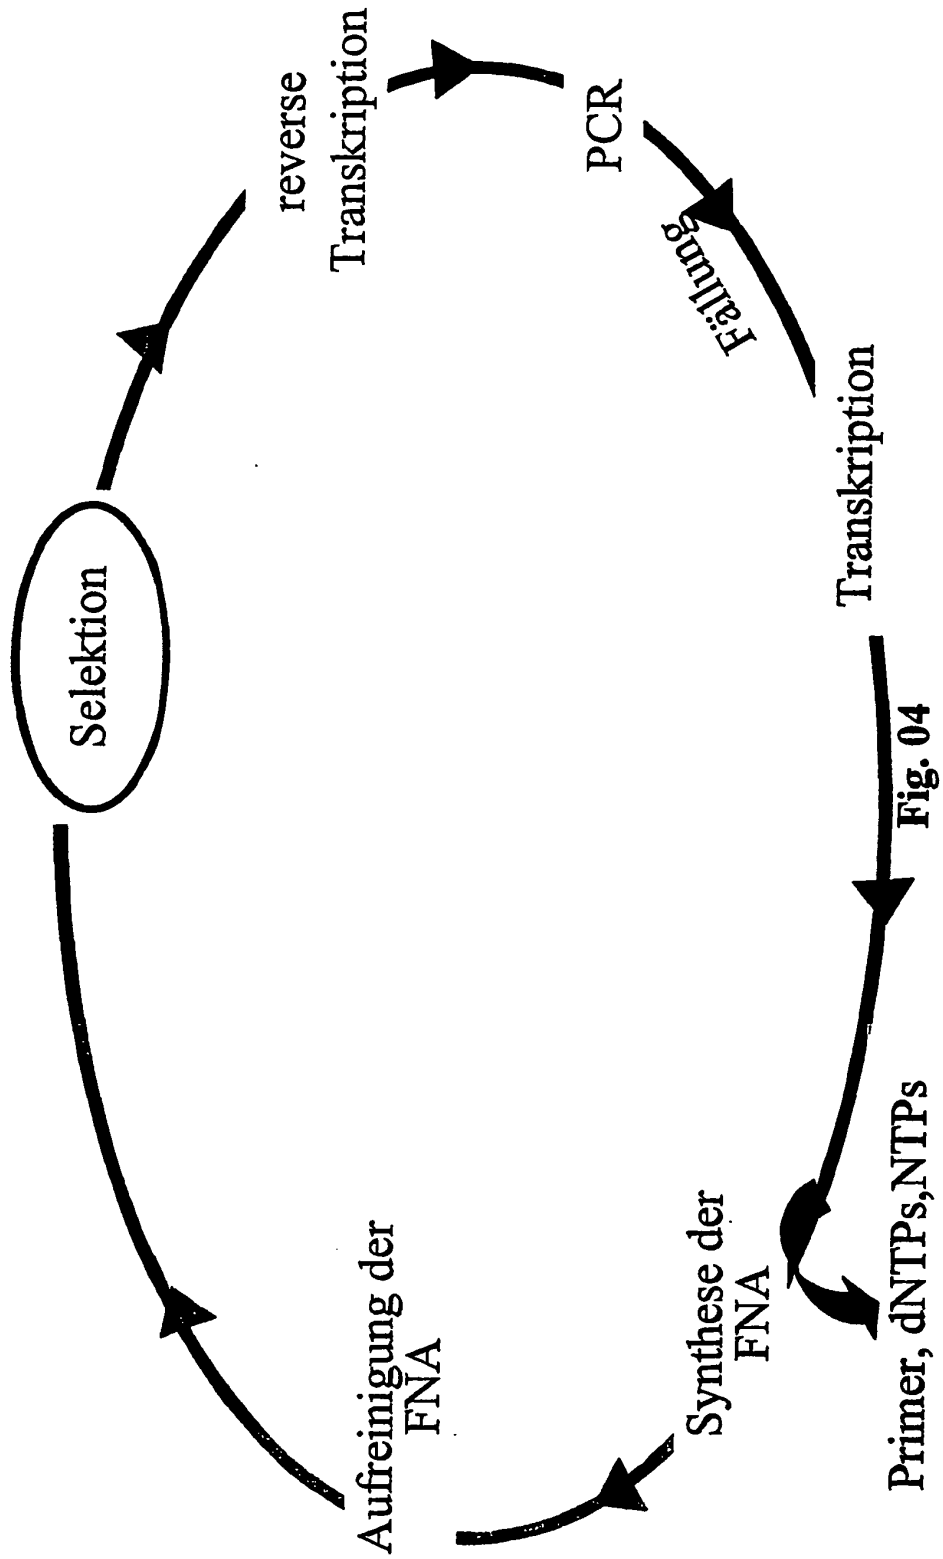 Selektion
reverse
Transkription
PCR
Fällung
Transkription
Primer, dNTPs,NTPs
Synthese der
FNA
Aufreinigung der
FNA
Fig. 04